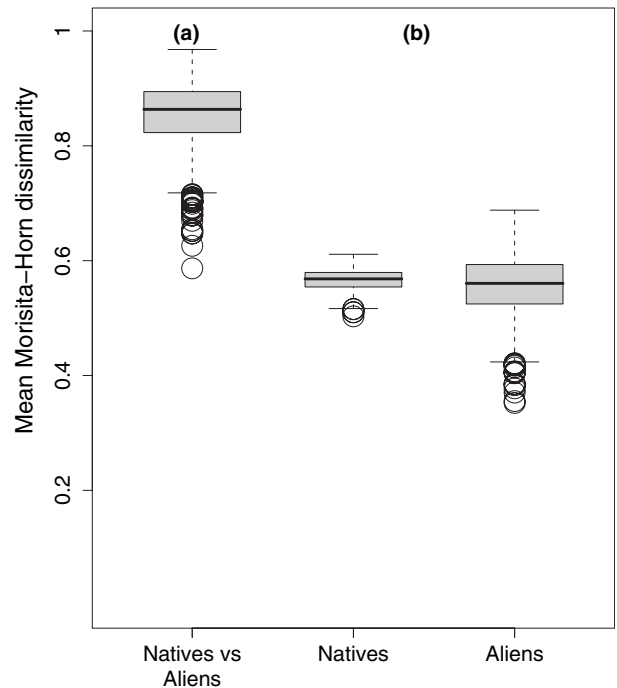 (a) (b)
1
0.8
0.6
0.4
0.2
Mean Morisita–Horn dissimilarity
Natives vs Aliens
Natives
Aliens